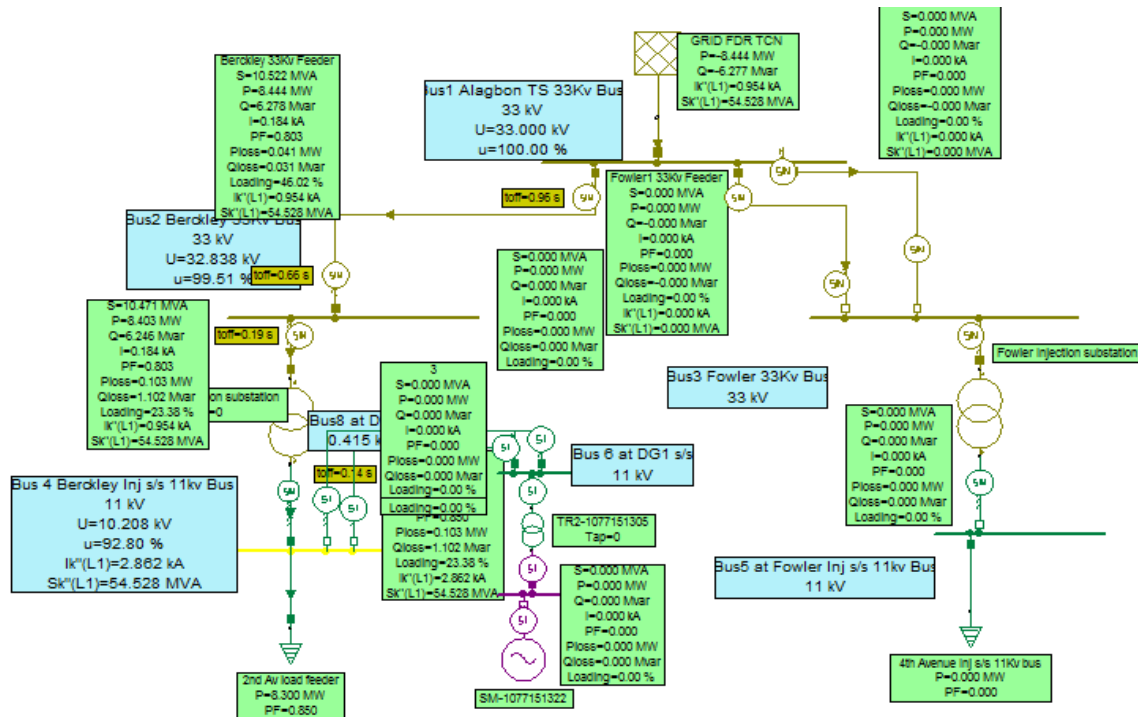 S=0.000 MVA
P=0.000 MW
Q=-0.000 Mvar
I=0.000 kA
PF=0.000
Ploss=0.000 MW
Qloss=-0.000 Mvar
Loading=0.00 %
Ik"(L1)=0.000 kA
Sk"(L1)=0.000 MVA
GRID FDR TCN
P=-8.444 MW
Q=-6.277 Mvar
Ik"(L1)=0.954 kA
Sk"(L1)=54.528 MVA
Berckley 33Kv Feeder
S=10.522 MVA
P=8.444 MW
Q=6.278 Mvar
I=0.184 kA
PF=0.803
Ploss=0.041 MW
Qloss=0.031 Mvar
Loading=46.02 %
Ik"(L1)=0.954 kA
Sk"(L1)=54.528 MVA
Bus1 Alagbon TS 33Kv Bus
33 kV
U=33.000 kV
u=100.00 %
Fowler1 33Kv Feeder
S=0.000 MVA
P=0.000 MW
Q=-0.000 Mvar
I=0.000 kA
PF=0.000
Ploss=0.000 MW
Qloss=-0.000 Mvar
Loading=0.00 %
Ik"(L1)=0.000 kA
Sk"(L1)=0.000 MVA
toff=0.96 s
Bus2 Berckley 33Kv Bus
33 kV
U=32.838 kV
u=99.51 %
toff=0.66 s
S=0.000 MVA
P=0.000 MW
Q=0.000 Mvar
I=0.000 kA
PF=0.000
Ploss=0.000 MW
Qloss=0.000 Mvar
Loading=0.00 %
S=10.471 MVA
P=8.403 MW
Q=6.246 Mvar
I=0.184 kA
PF=0.803
Ploss=0.103 MW
Qloss=1.102 Mvar
Loading=23.38 %
Ik"(L1)=0.954 kA
Sk"(L1)=54.528 MVA
toff=0.19 s
on substation
=0
Fowler injection substation
Bus3 Fowler 33Kv Bus
33 kV
3
S=0.000 MVA
P=0.000 MW
Q=0.000 Mvar
I=0.000 kA
PF=0.000
Ploss=0.000 MW
Qloss=0.000 Mvar
Loading=0.00 %
Loading=0.00 %
PF=0.850
Ploss=0.103 MW
Qloss=1.102 Mvar
Loading=23.38 %
Ik"(L1)=2.862 kA
Sk"(L1)=54.528 MVA
Bus8 at D
0.415 k
toff=0.14 s
Bus 6 at DG1 s/s
11 kV
S=0.000 MVA
P=0.000 MW
Q=0.000 Mvar
I=0.000 kA
PF=0.000
Ploss=0.000 MW
Qloss=0.000 Mvar
Loading=0.00 %
Bus 4 Berckley Inj s/s 11kv Bus
11 kV
U=10.208 kV
u=92.80 %
Ik"(L1)=2.862 kA
Sk"(L1)=54.528 MVA
TR2-1077151305
Tap=0
S=0.000 MVA
P=0.000 MW
Q=0.000 Mvar
I=0.000 kA
PF=0.000
Ploss=0.000 MW
Qloss=0.000 Mvar
Loading=0.00 %
Bus5 at Fowler Inj s/s 11kv Bus
11 kV
2nd Av load feeder
P=8.300 MW
PF=0.850
SM-1077151322
4th Avenue Inj s/s 11Kv bus
P=0.000 MW
PF=0.000